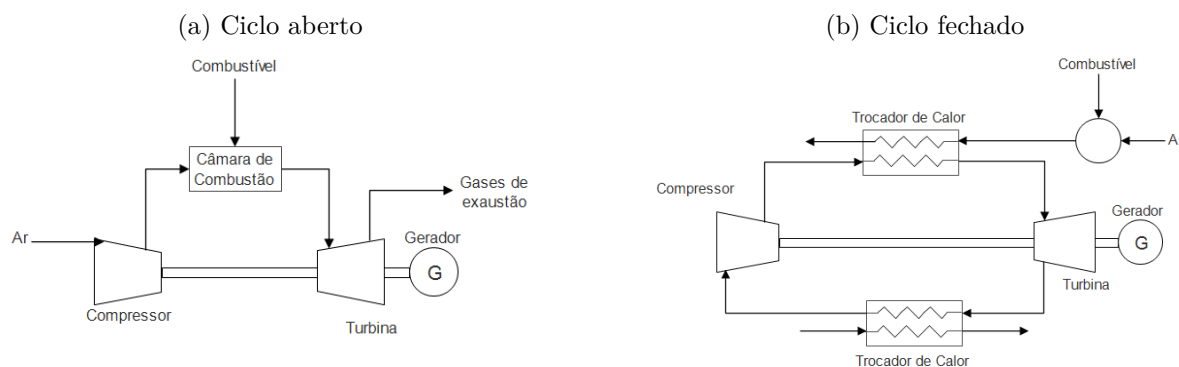 (a) Ciclo aberto
Combustível
Câmara de
Combustão
Gases de
exaustão
Ar
Gerador
G
Compressor
Turbina
(b) Ciclo fechado
Combustível
Trocador de Calor
A
Compressor
Gerador
G
Turbina
Trocador de Calor